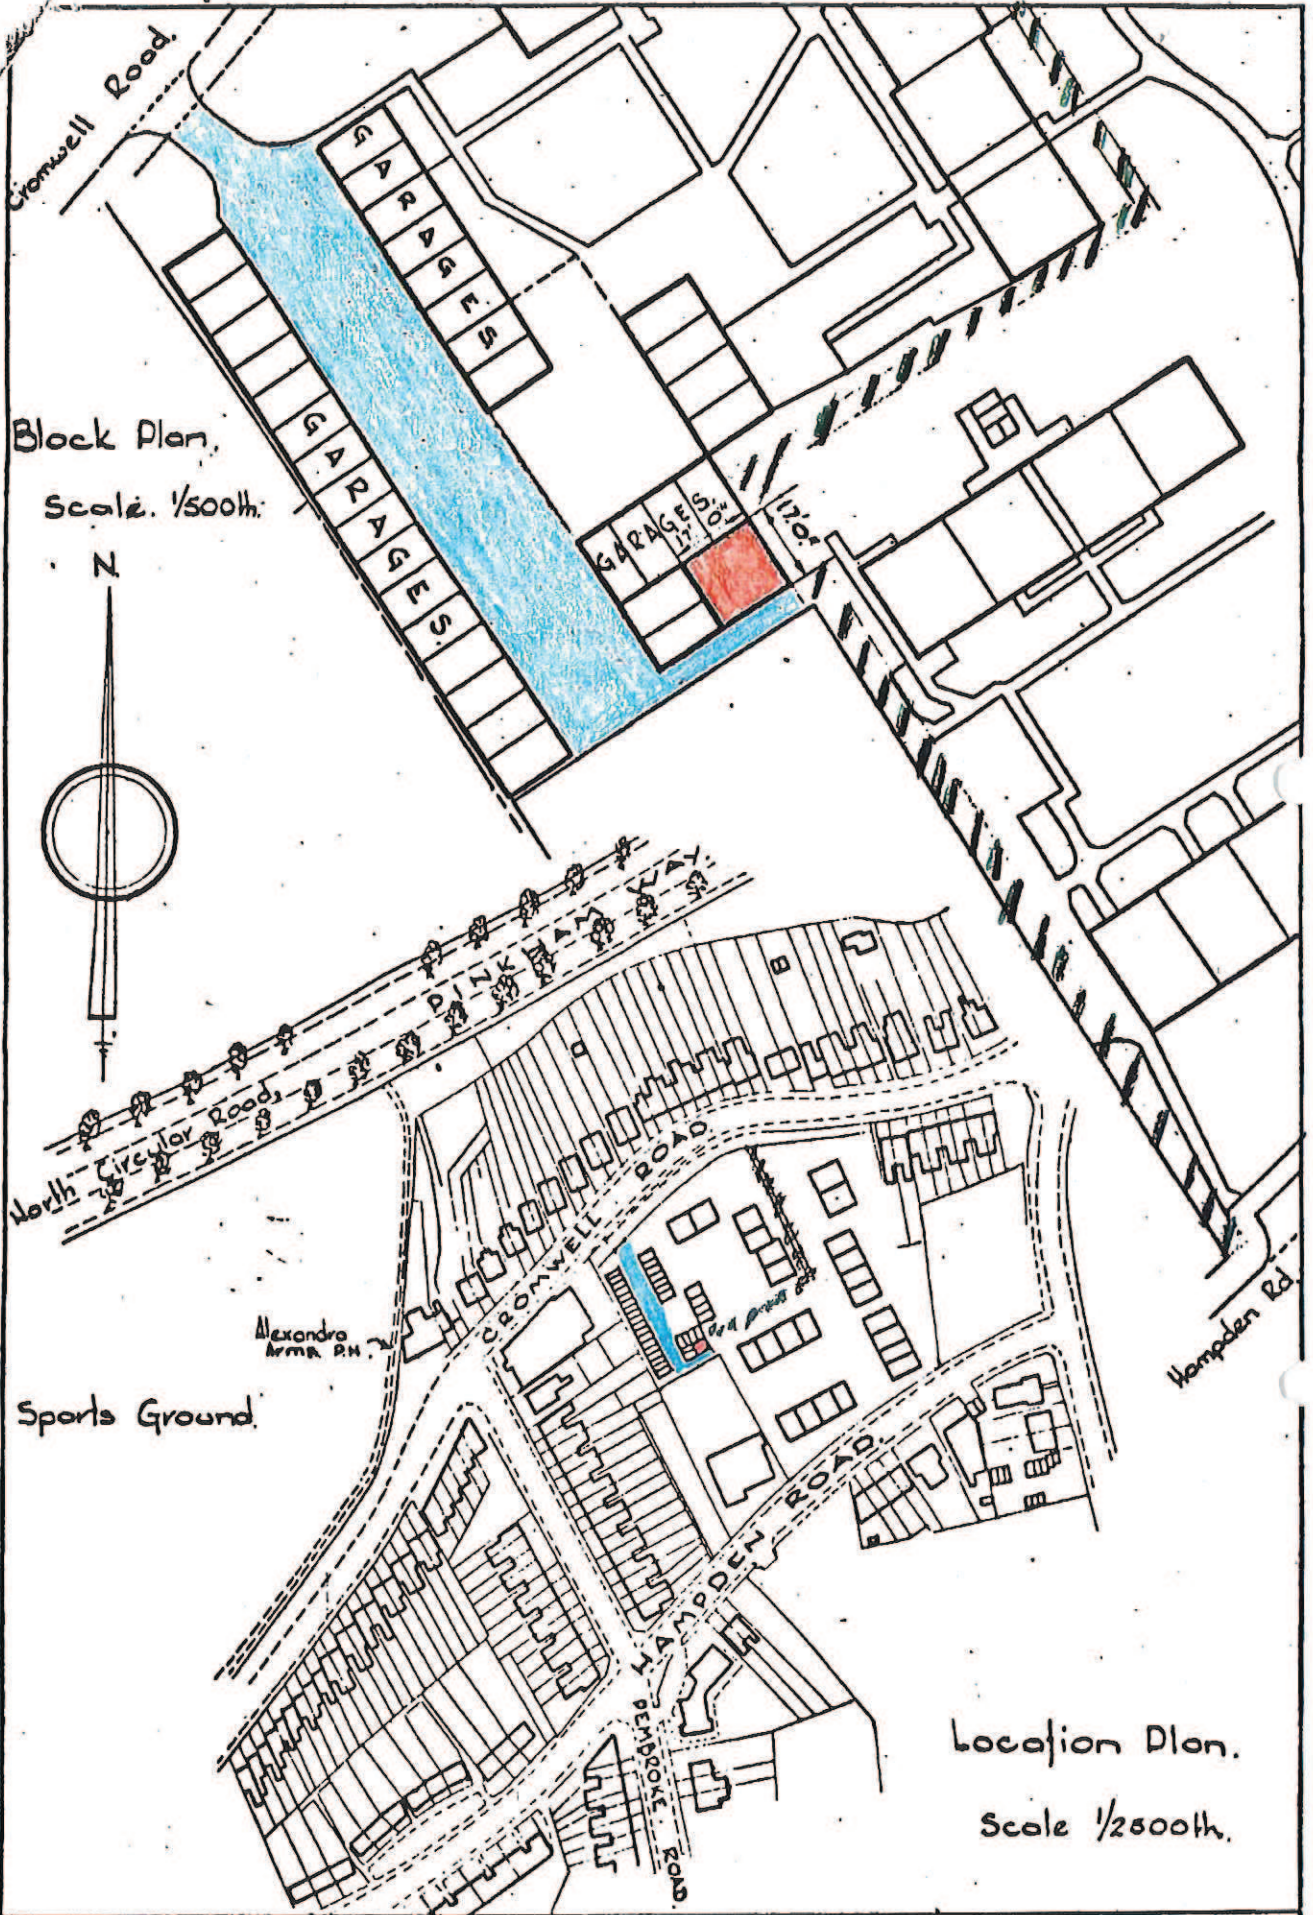 Cromwell Road.
GARAGES
Block Plan.
Scale. 1/500th.
GARAGES
GARAGES
17' 0"
17'.0"
N.
PINKHAM WAY.
North Circular Road,
CROMWELL ROAD
Alexandra
Arms P.H.
Sports Ground.
Hampden Rd.
HAMPDEN ROAD.
PEMBROKE ROAD
Location Plan.
Scale 1/2500th.